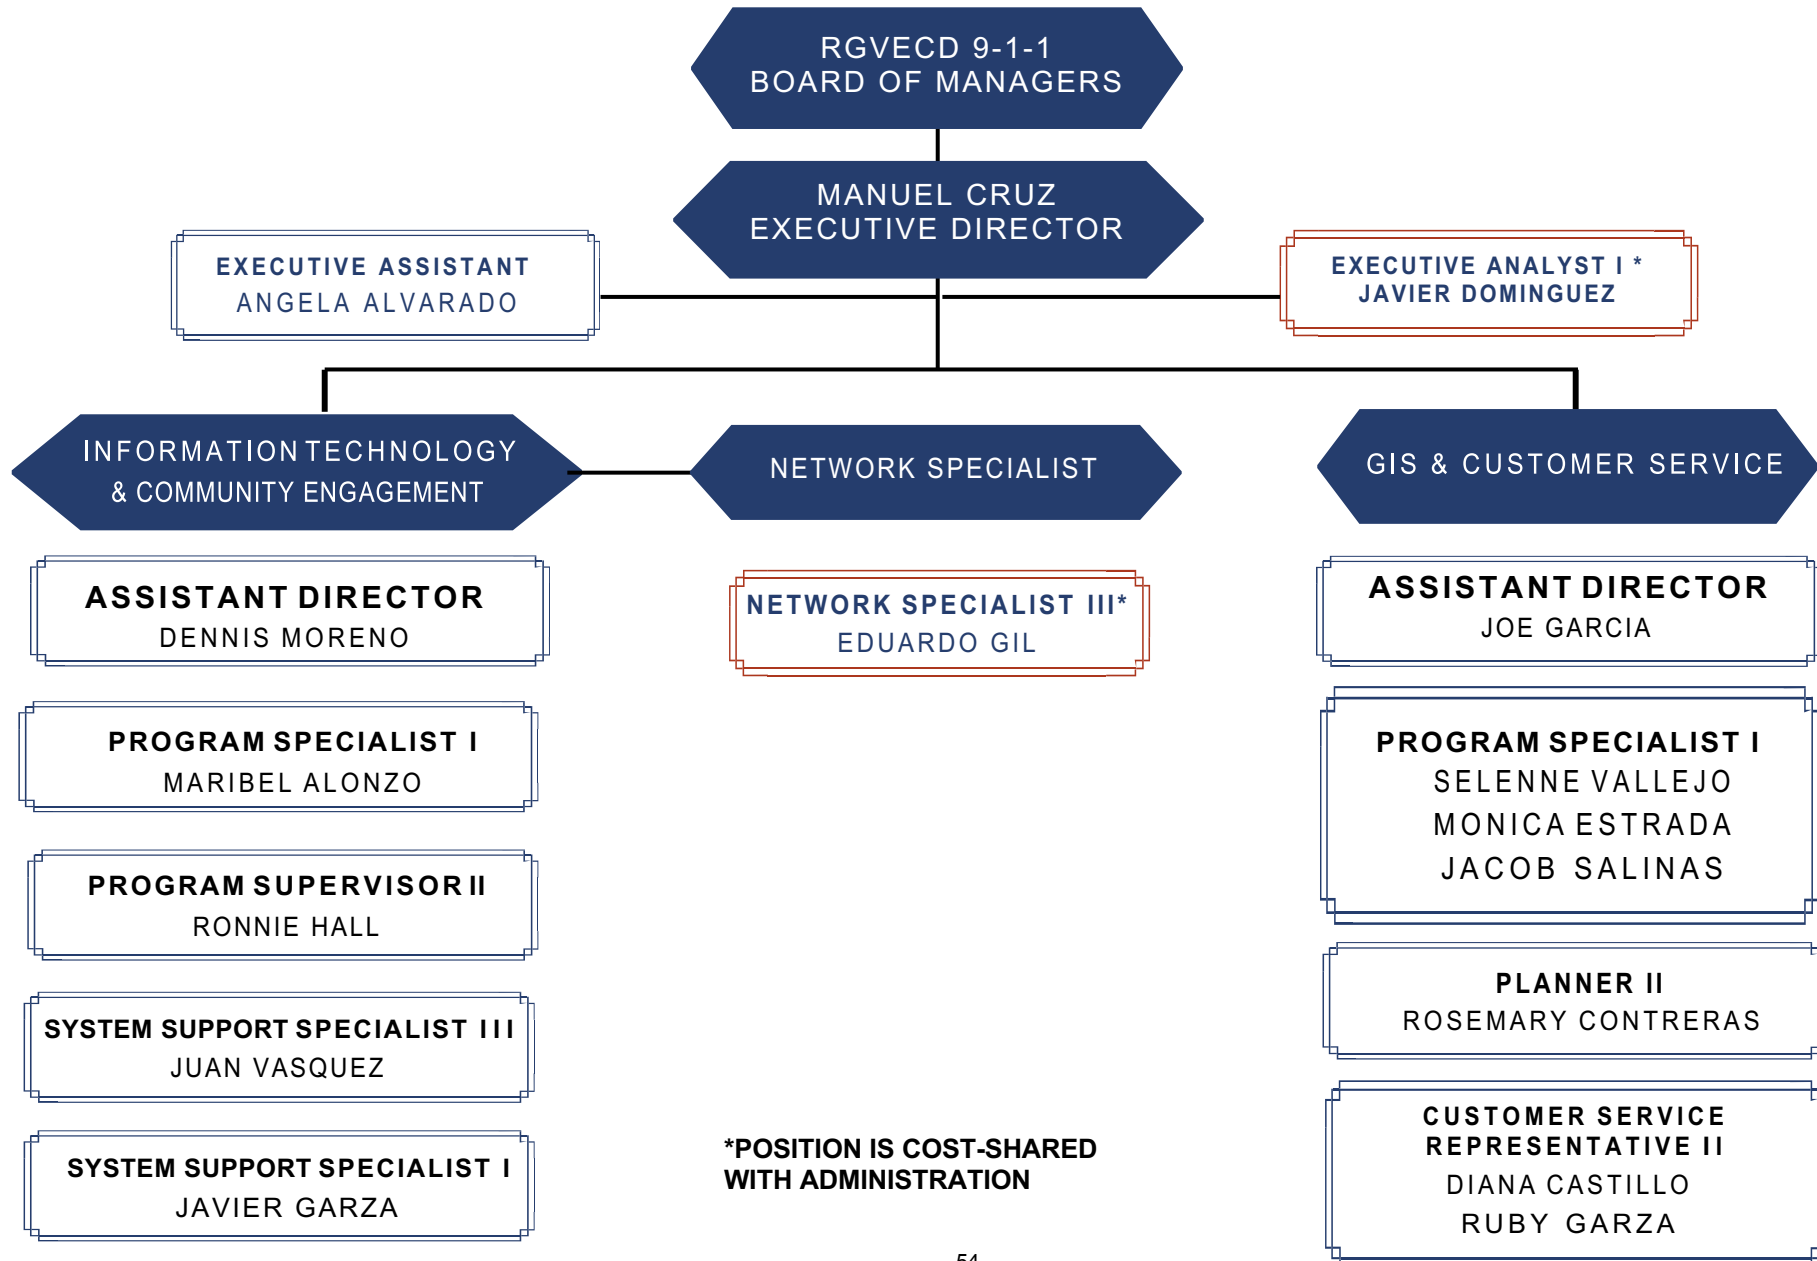 RGVECD 9-1-1
BOARD OF MANAGERS
MANUEL CRUZ
EXECUTIVE DIRECTOR
EXECUTIVE ASSISTANT
ANGELA ALVARADO
EXECUTIVE ANALYST I *
JAVIER DOMINGUEZ
INFORMATION TECHNOLOGY
& COMMUNITY ENGAGEMENT
NETWORK SPECIALIST
GIS & CUSTOMER SERVICE
ASSISTANT DIRECTOR
DENNIS MORENO
PROGRAM SPECIALIST I
MARIBEL ALONZO
PROGRAM SUPERVISOR II
RONNIE HALL
SYSTEM SUPPORT SPECIALIST III
JUAN VASQUEZ
SYSTEM SUPPORT SPECIALIST I
JAVIER GARZA
NETWORK SPECIALIST III*
EDUARDO GIL
*POSITION IS COST-SHARED
WITH ADMINISTRATION
ASSISTANT DIRECTOR
JOE GARCIA
PROGRAM SPECIALIST I
SELENNE VALLEJO
MONICA ESTRADA
JACOB SALINAS
PLANNER II
ROSEMARY CONTRERAS
CUSTOMER SERVICE
REPRESENTATIVE II
DIANA CASTILLO
RUBY GARZA
54